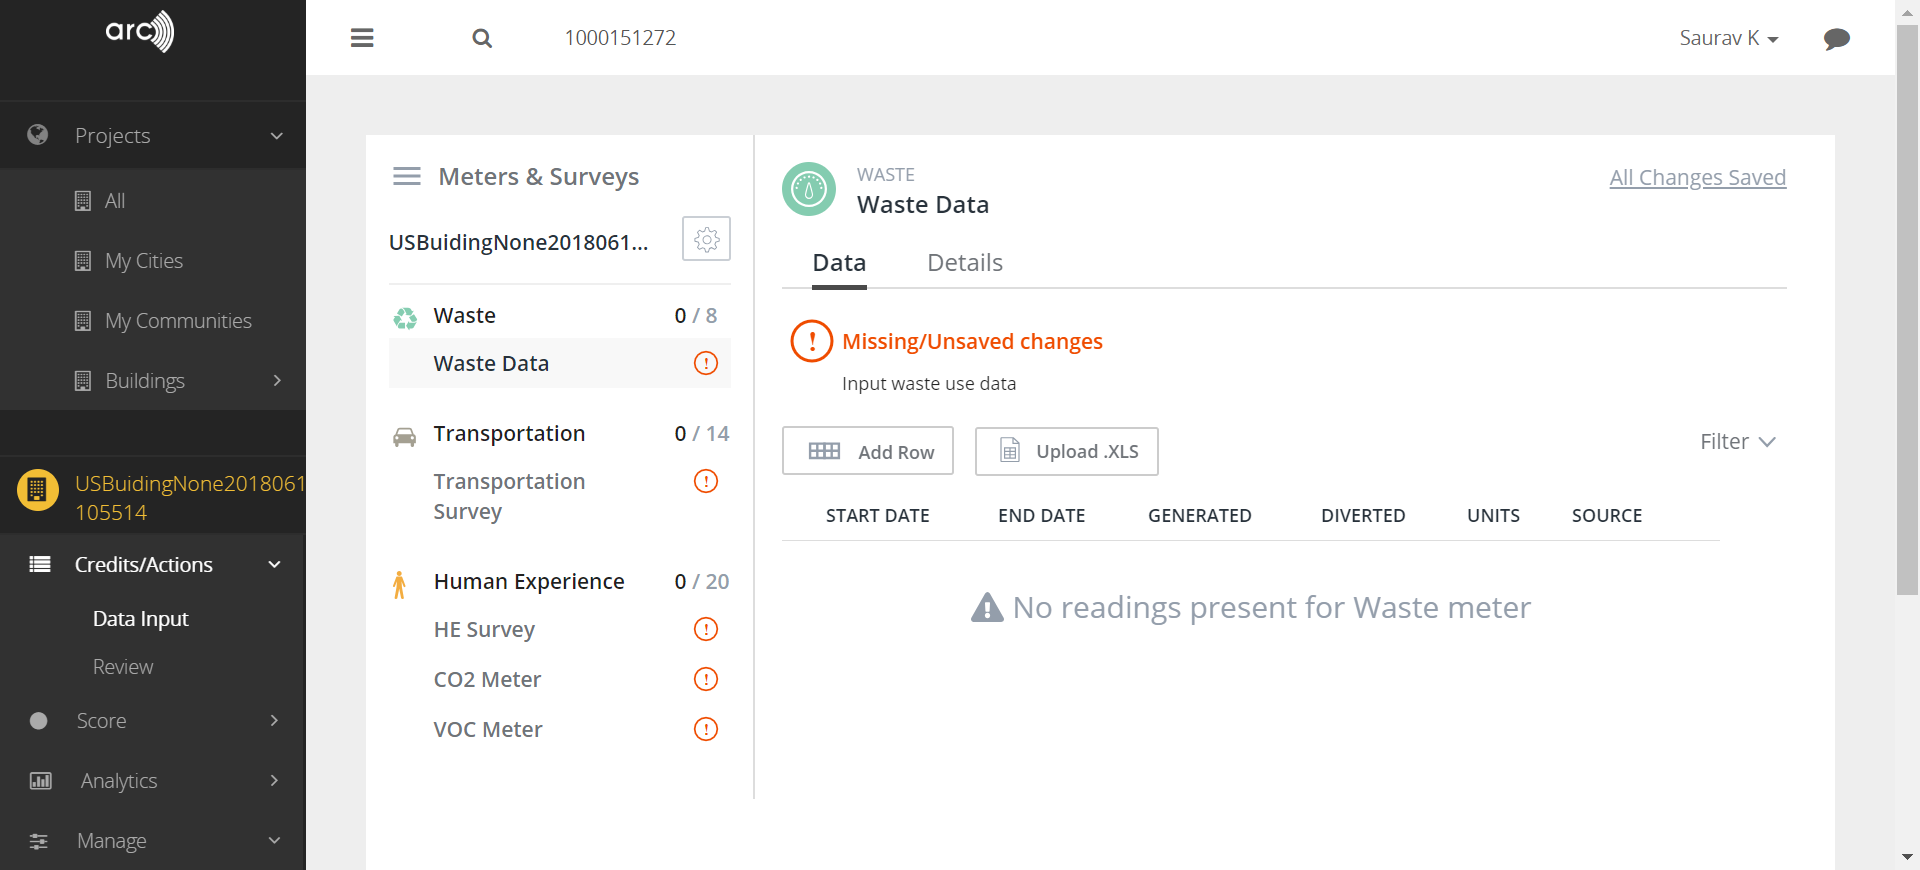 arc
1000151272
Saurav K
Projects
All
My Cities
My Communities
Buildings
USBuidingNone2018061
105514
Credits/Actions
Data Input
Review
Score
Analytics
Manage
Meters & Surveys
USBuidingNone2018061...
Waste 0 / 8
Waste Data
Transportation 0 / 14
Transportation
Survey
Human Experience 0 / 20
HE Survey
CO2 Meter
VOC Meter
WASTE
Waste Data
All Changes Saved
Data Details
Missing/Unsaved changes
Input waste use data
Add Row Upload .XLS Filter
START DATE END DATE GENERATED DIVERTED UNITS SOURCE
No readings present for Waste meter